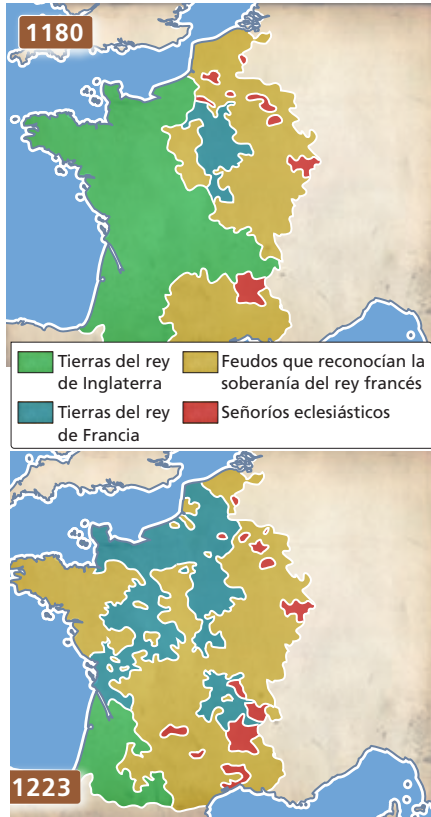 1180
Tierras del rey
de Inglaterra
Feudos que reconocían la
soberanía del rey francés
Tierras del rey
de Francia
Señoríos eclesiásticos
1223